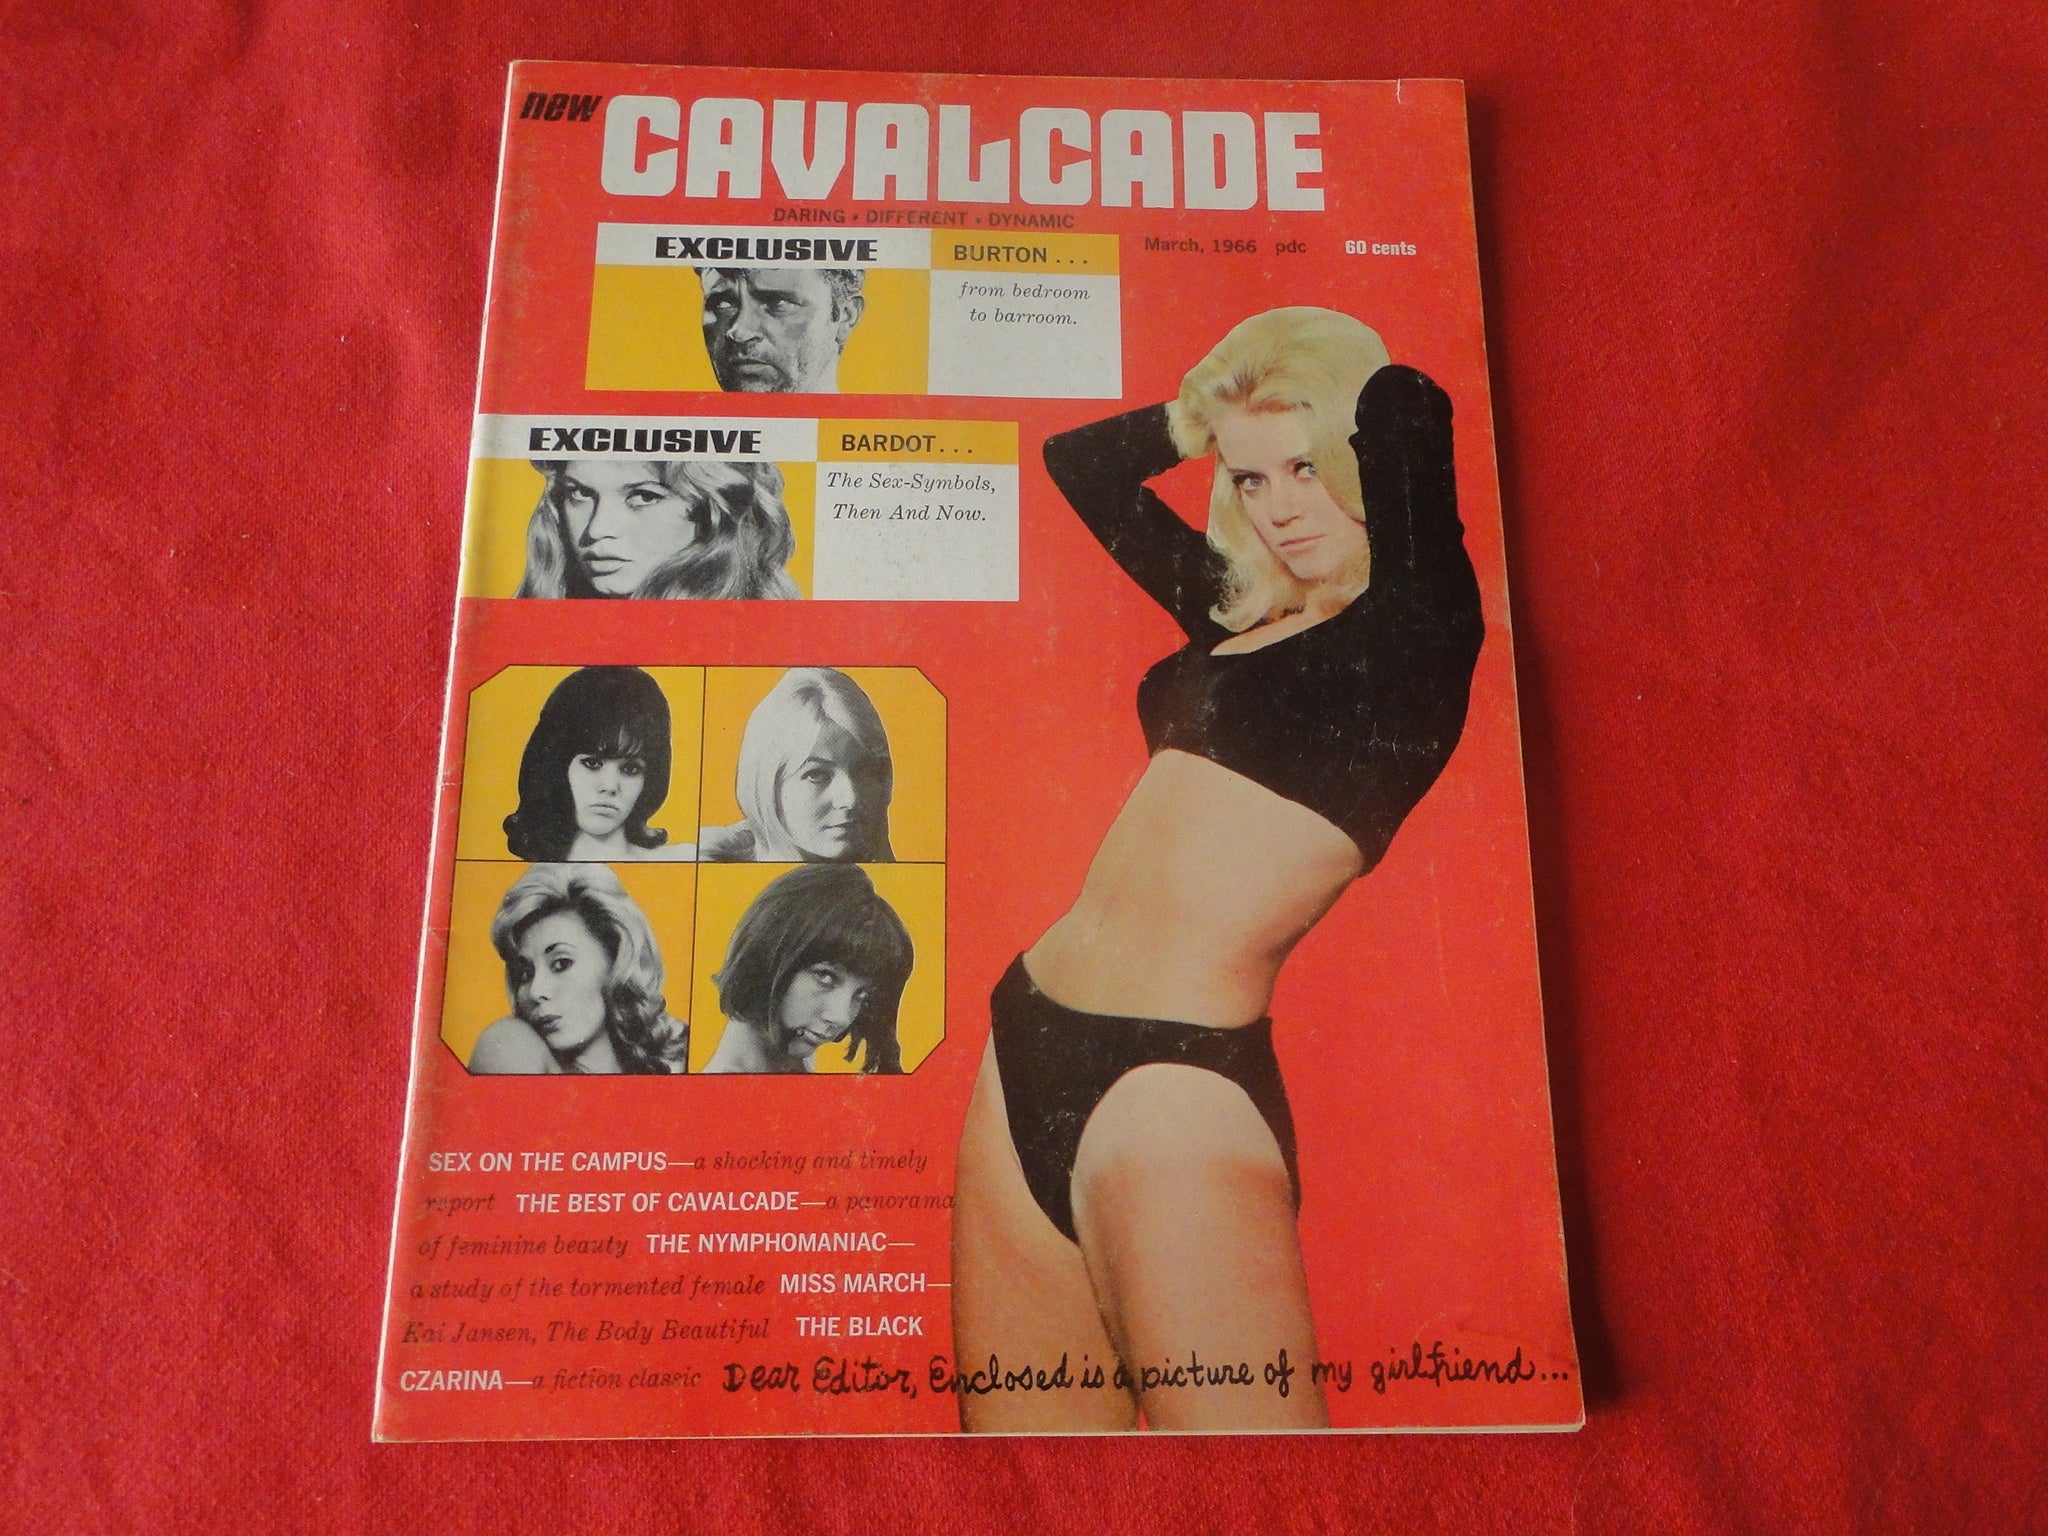 new CAVALCADE
DARING • DIFFERENT • DYNAMIC
March, 1966 pdc 60 cents
EXCLUSIVE BURTON...
from bedroom
to barroom.
EXCLUSIVE BARDOT...
The Sex-Symbols,
Then And Now.
SEX ON THE CAMPUS—a shocking and timely
report THE BEST OF CAVALCADE—a panorama
of feminine beauty THE NYMPHOMANIAC—
a study of the tormented female MISS MARCH—
Kai Jansen, The Body Beautiful THE BLACK
CZARINA—a fiction classic Dear Editor, Enclosed is a picture of my girlfriend...